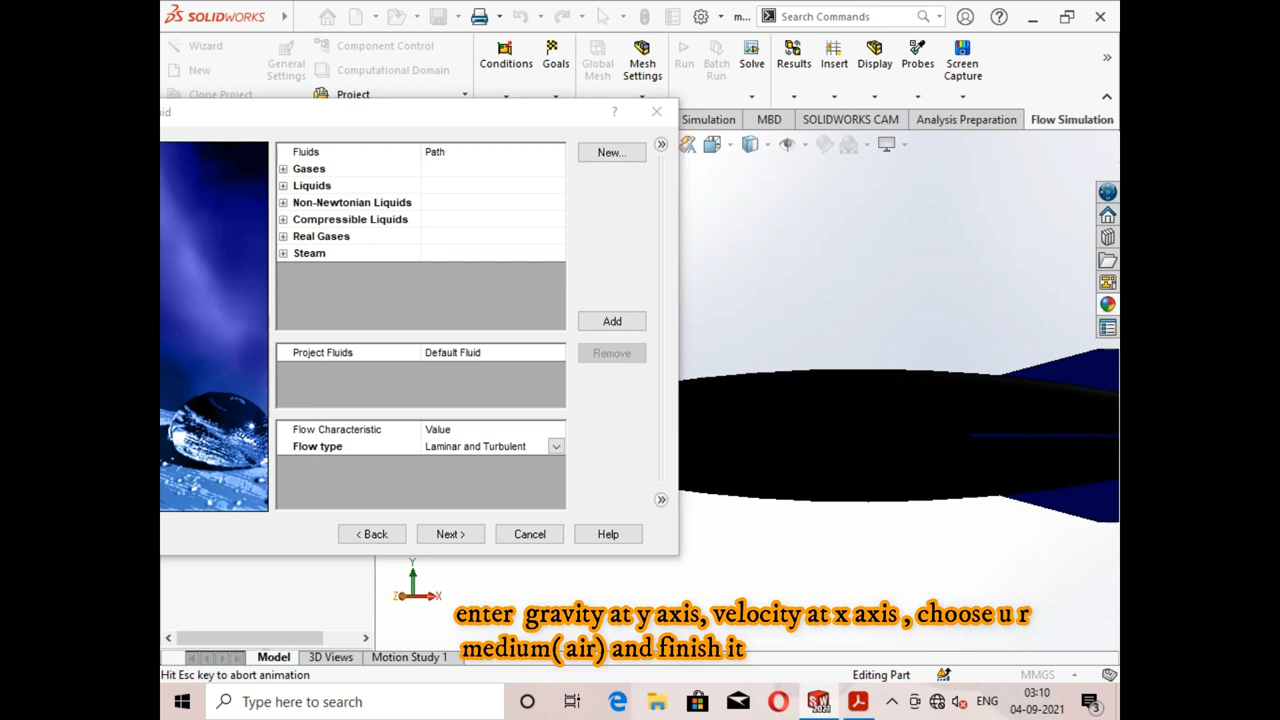 SOLIDWORKS
m...
Search Commands
?
Wizard
New
Clone Project
General Settings
Component Control
Computational Domain
Project
Conditions
Goals
Global Mesh
Mesh Settings
Run
Batch Run
Solve
Results
Insert
Display
Probes
Screen Capture
Simulation
MBD
SOLIDWORKS CAM
Analysis Preparation
Flow Simulation
?
Fluids Path
Gases
Liquids
Non-Newtonian Liquids
Compressible Liquids
Real Gases
Steam
New...
Add
Project Fluids Default Fluid
Remove
Flow Characteristic Value
Flow type Laminar and Turbulent
< Back
Next >
Cancel
Help
Y
Z X
enter gravity at y axis, velocity at x axis , choose u r
medium( air) and finish it
Model
3D Views
Motion Study 1
Hit Esc key to abort animation
Editing Part
MMGS
Type here to search
SW
2020
ENG
03:10
04-09-2021
3